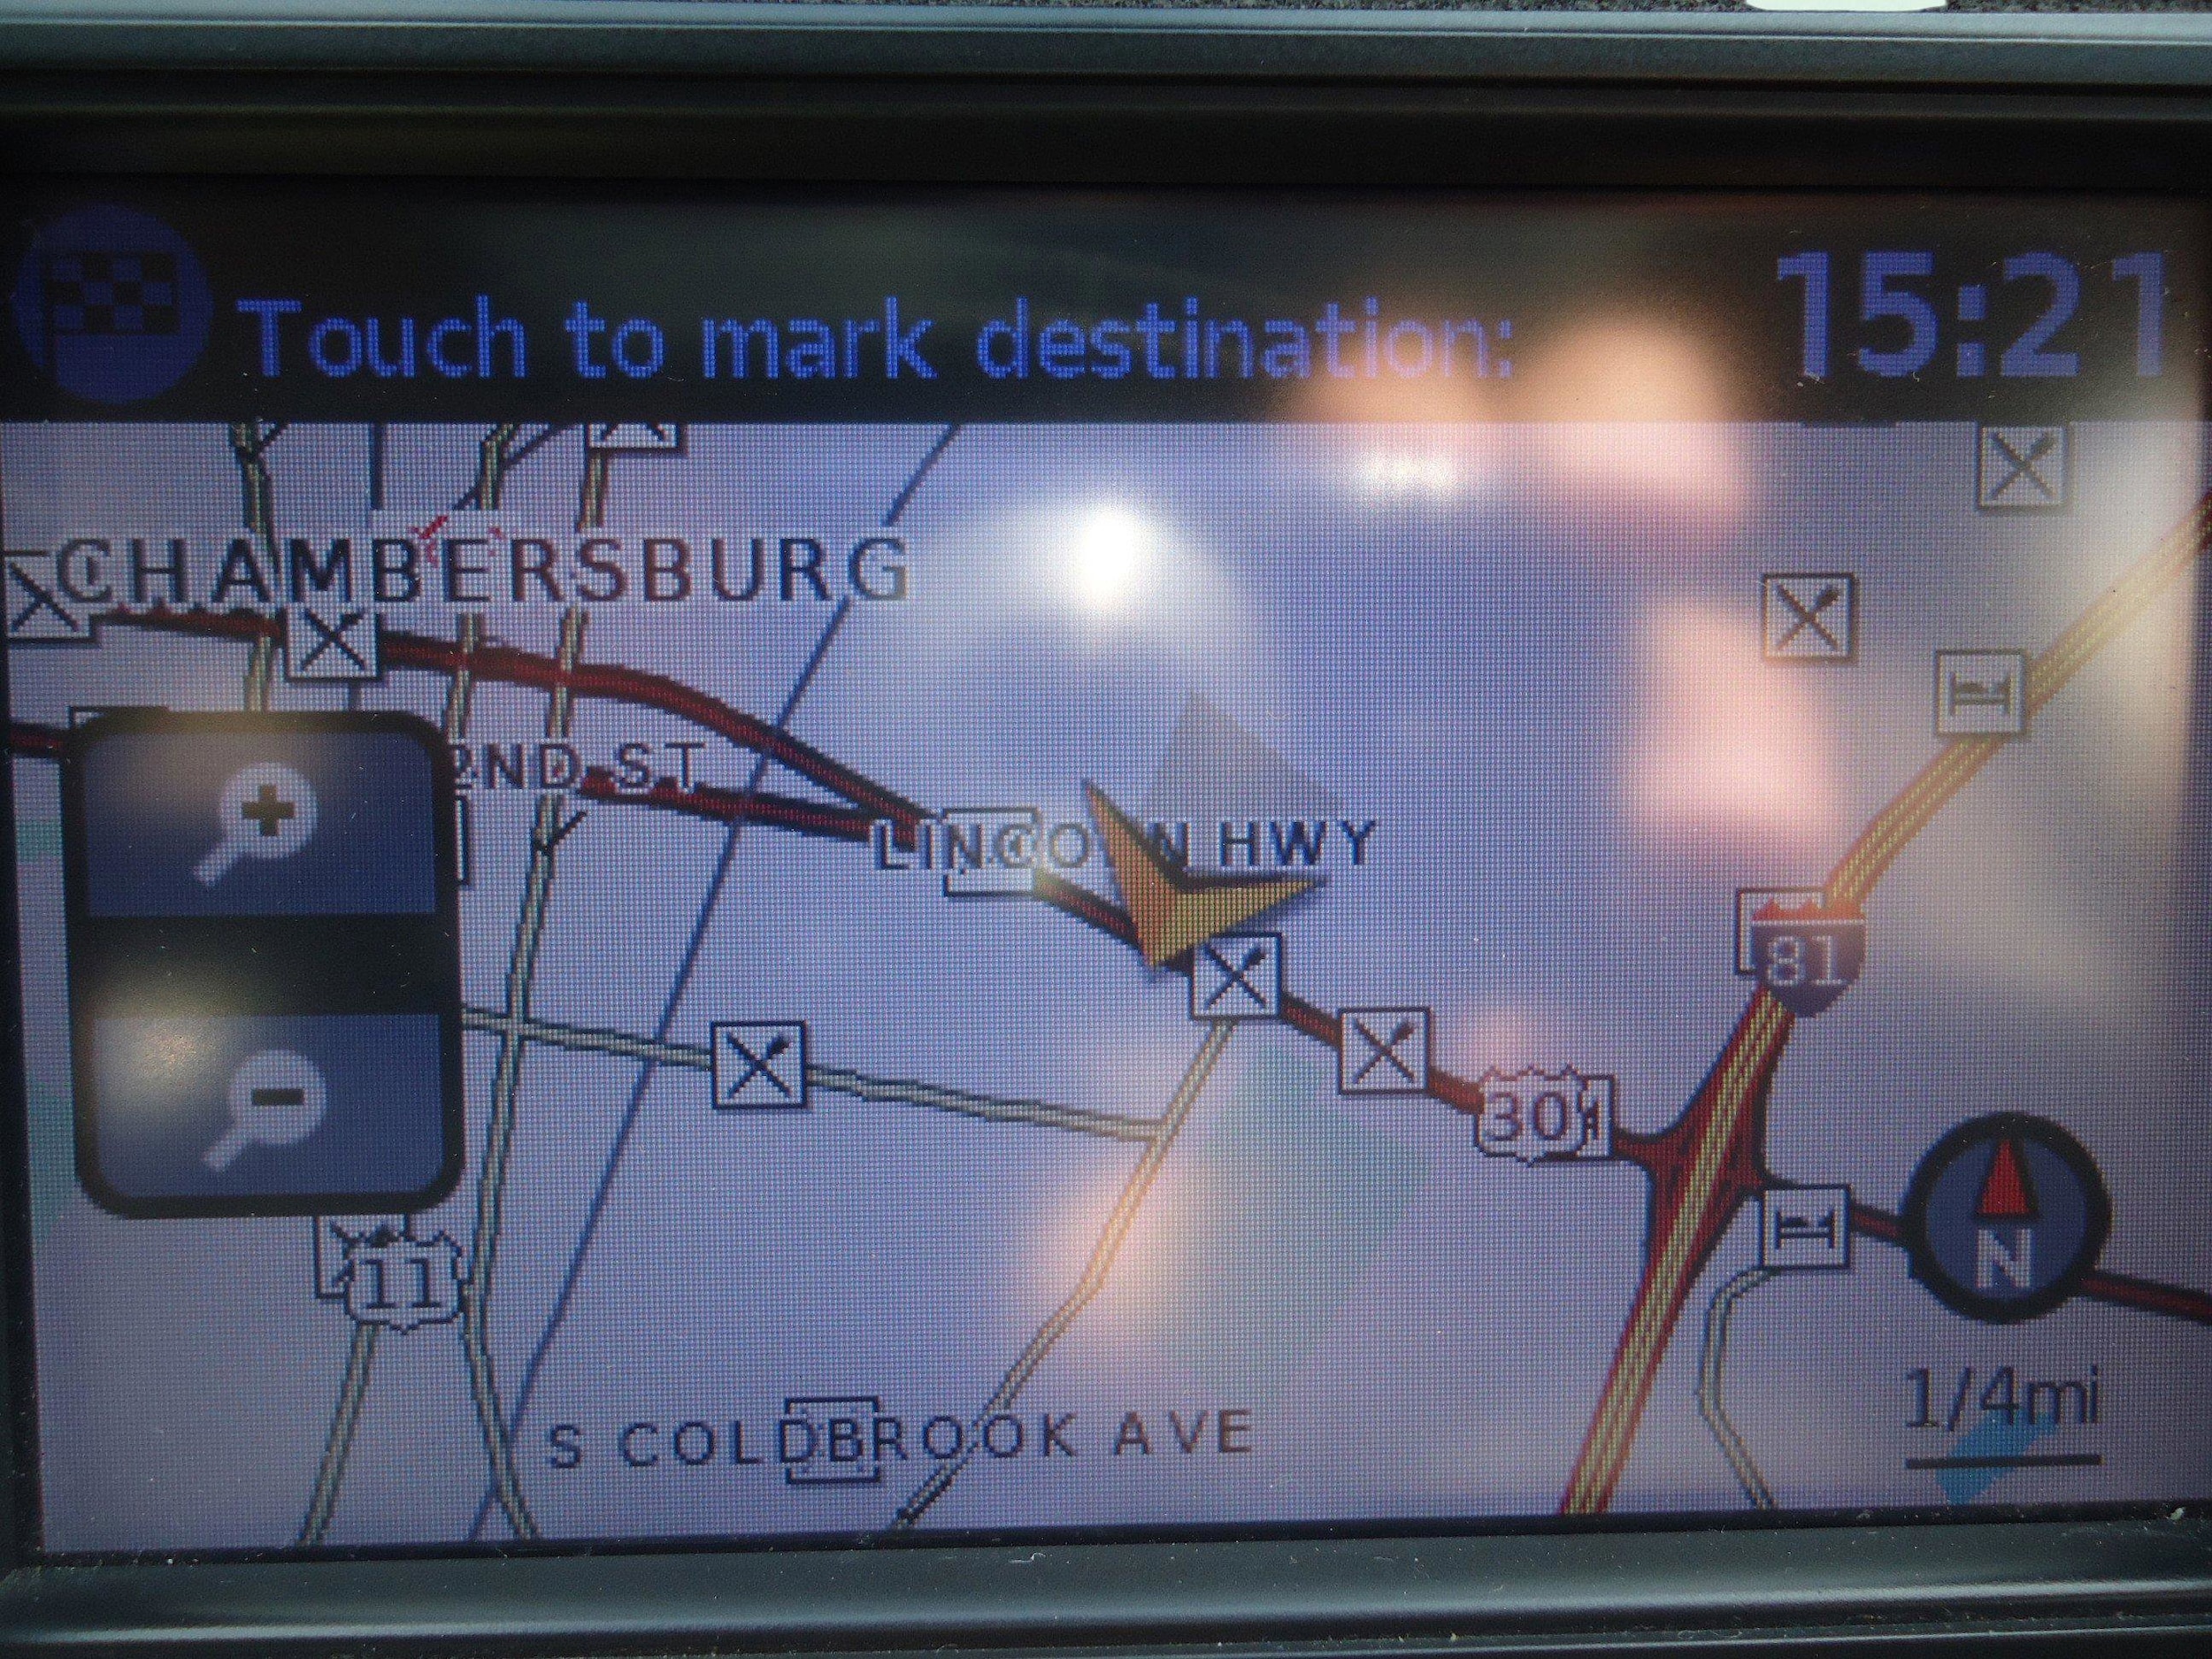 Touch to mark destination:
15:21
CHAMBERSBURG
2ND ST
LINCOLN HWY
81
30
11
N
1/4mi
S COLDBROOK AVE